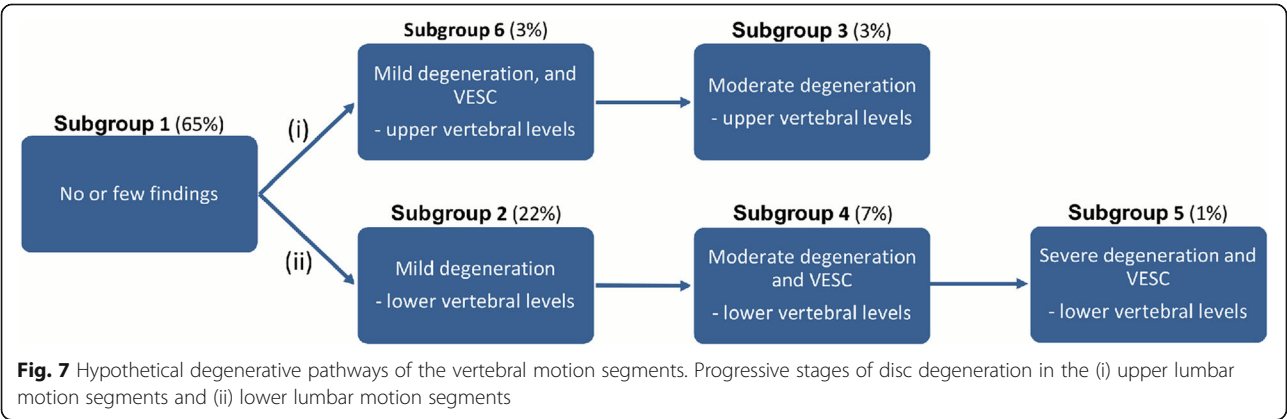 Subgroup 1 (65%)
No or few findings
(i)
(ii)
Subgroup 6 (3%)
Mild degeneration, and
VESC
- upper vertebral levels
Subgroup 3 (3%)
Moderate degeneration
- upper vertebral levels
Subgroup 2 (22%)
Mild degeneration
- lower vertebral levels
Subgroup 4 (7%)
Moderate degeneration
and VESC
- lower vertebral levels
Subgroup 5 (1%)
Severe degeneration and
VESC
- lower vertebral levels
Fig. 7 Hypothetical degenerative pathways of the vertebral motion segments. Progressive stages of disc degeneration in the (i) upper lumbar
motion segments and (ii) lower lumbar motion segments